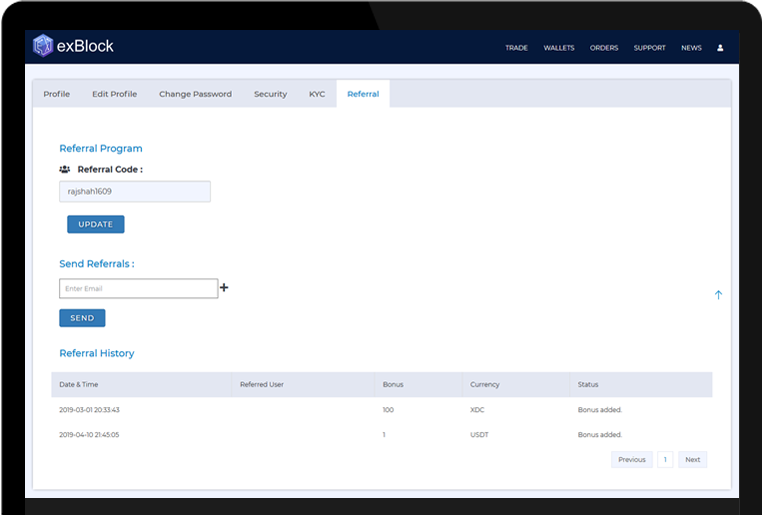 exBlock
TRADE WALLETS ORDERS SUPPORT NEWS
Profile Edit Profile Change Password Security KYC Referral
Referral Program
Referral Code :
rajshah1609
UPDATE
Send Referrals :
Enter Email
SEND
Referral History
Date & Time Referred User Bonus Currency Status
2019-03-01 20:33:43 100 XDC Bonus added.
2019-04-10 21:45:05 1 USDT Bonus added.
Previous 1 Next